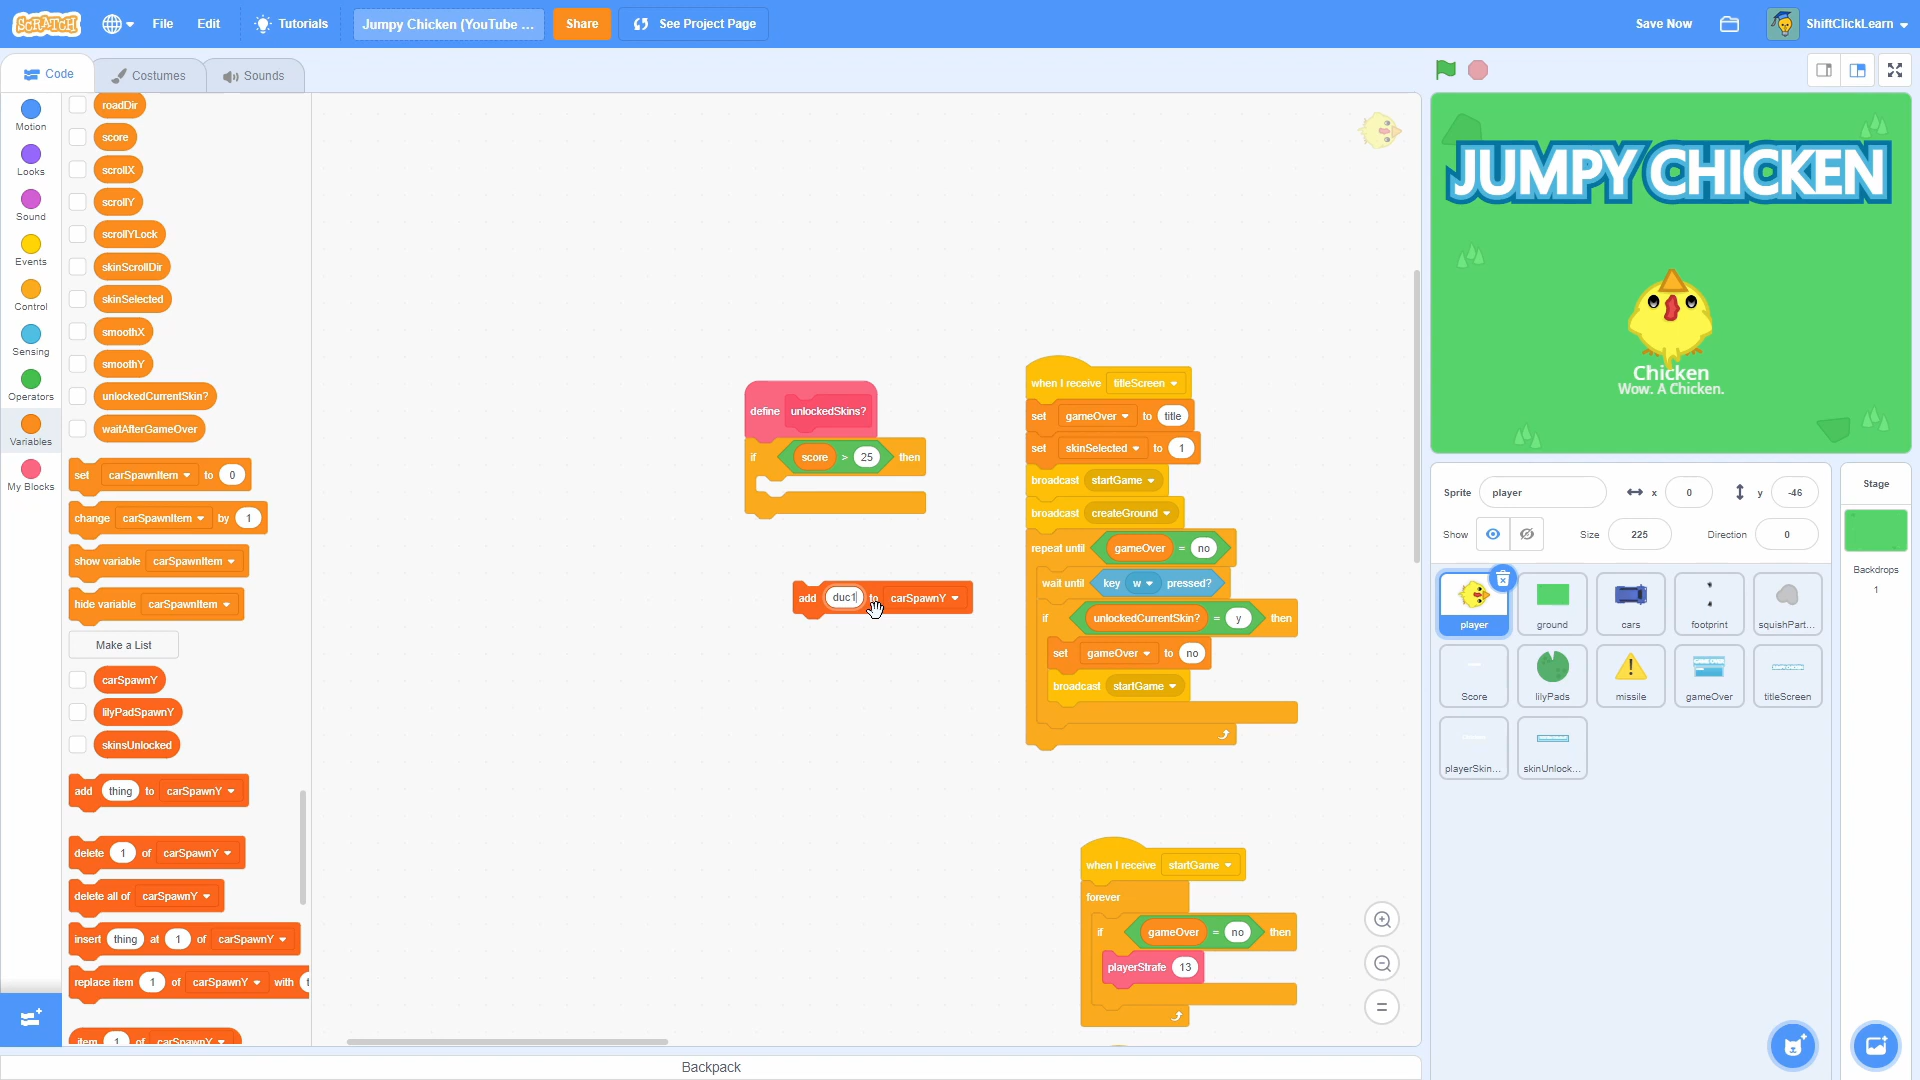 SCRATCH
File
Edit
Tutorials
Jumpy Chicken (YouTube ...
Share
See Project Page
Save Now
ShiftClickLearn
Code
Costumes
Sounds
Motion
Looks
Sound
Events
Control
Sensing
Operators
Variables
My Blocks
roadDir
score
scrollX
scrollY
scrollYLock
skinScrollDir
skinSelected
smoothX
smoothY
unlockedCurrentSkin?
waitAfterGameOver
set carSpawnItem to 0
change carSpawnItem by 1
show variable carSpawnItem
hide variable carSpawnItem
Make a List
carSpawnY
lilyPadSpawnY
skinsUnlocked
add thing to carSpawnY
delete 1 of carSpawnY
delete all of carSpawnY
insert thing at 1 of carSpawnY
replace item 1 of carSpawnY with
item 1 of carSpawnY
define unlockedSkins?
if score > 25 then
add duc1 to carSpawnY
when I receive titleScreen
set gameOver to title
set skinSelected to 1
broadcast startGame
broadcast createGround
repeat until gameOver = no
wait until key w pressed?
if unlockedCurrentSkin? = y then
set gameOver to no
broadcast startGame
when I receive startGame
forever
if gameOver = no then
playerStrafe 13
Backpack
JUMPY CHICKEN
Chicken
Wow. A Chicken.
Sprite player x 0 y -46
Show Size 225 Direction 0
player
ground
cars
footprint
squishPart...
Score
lilyPads
missile
gameOver
titleScreen
playerSkin...
skinUnlock...
Stage
Backdrops
1